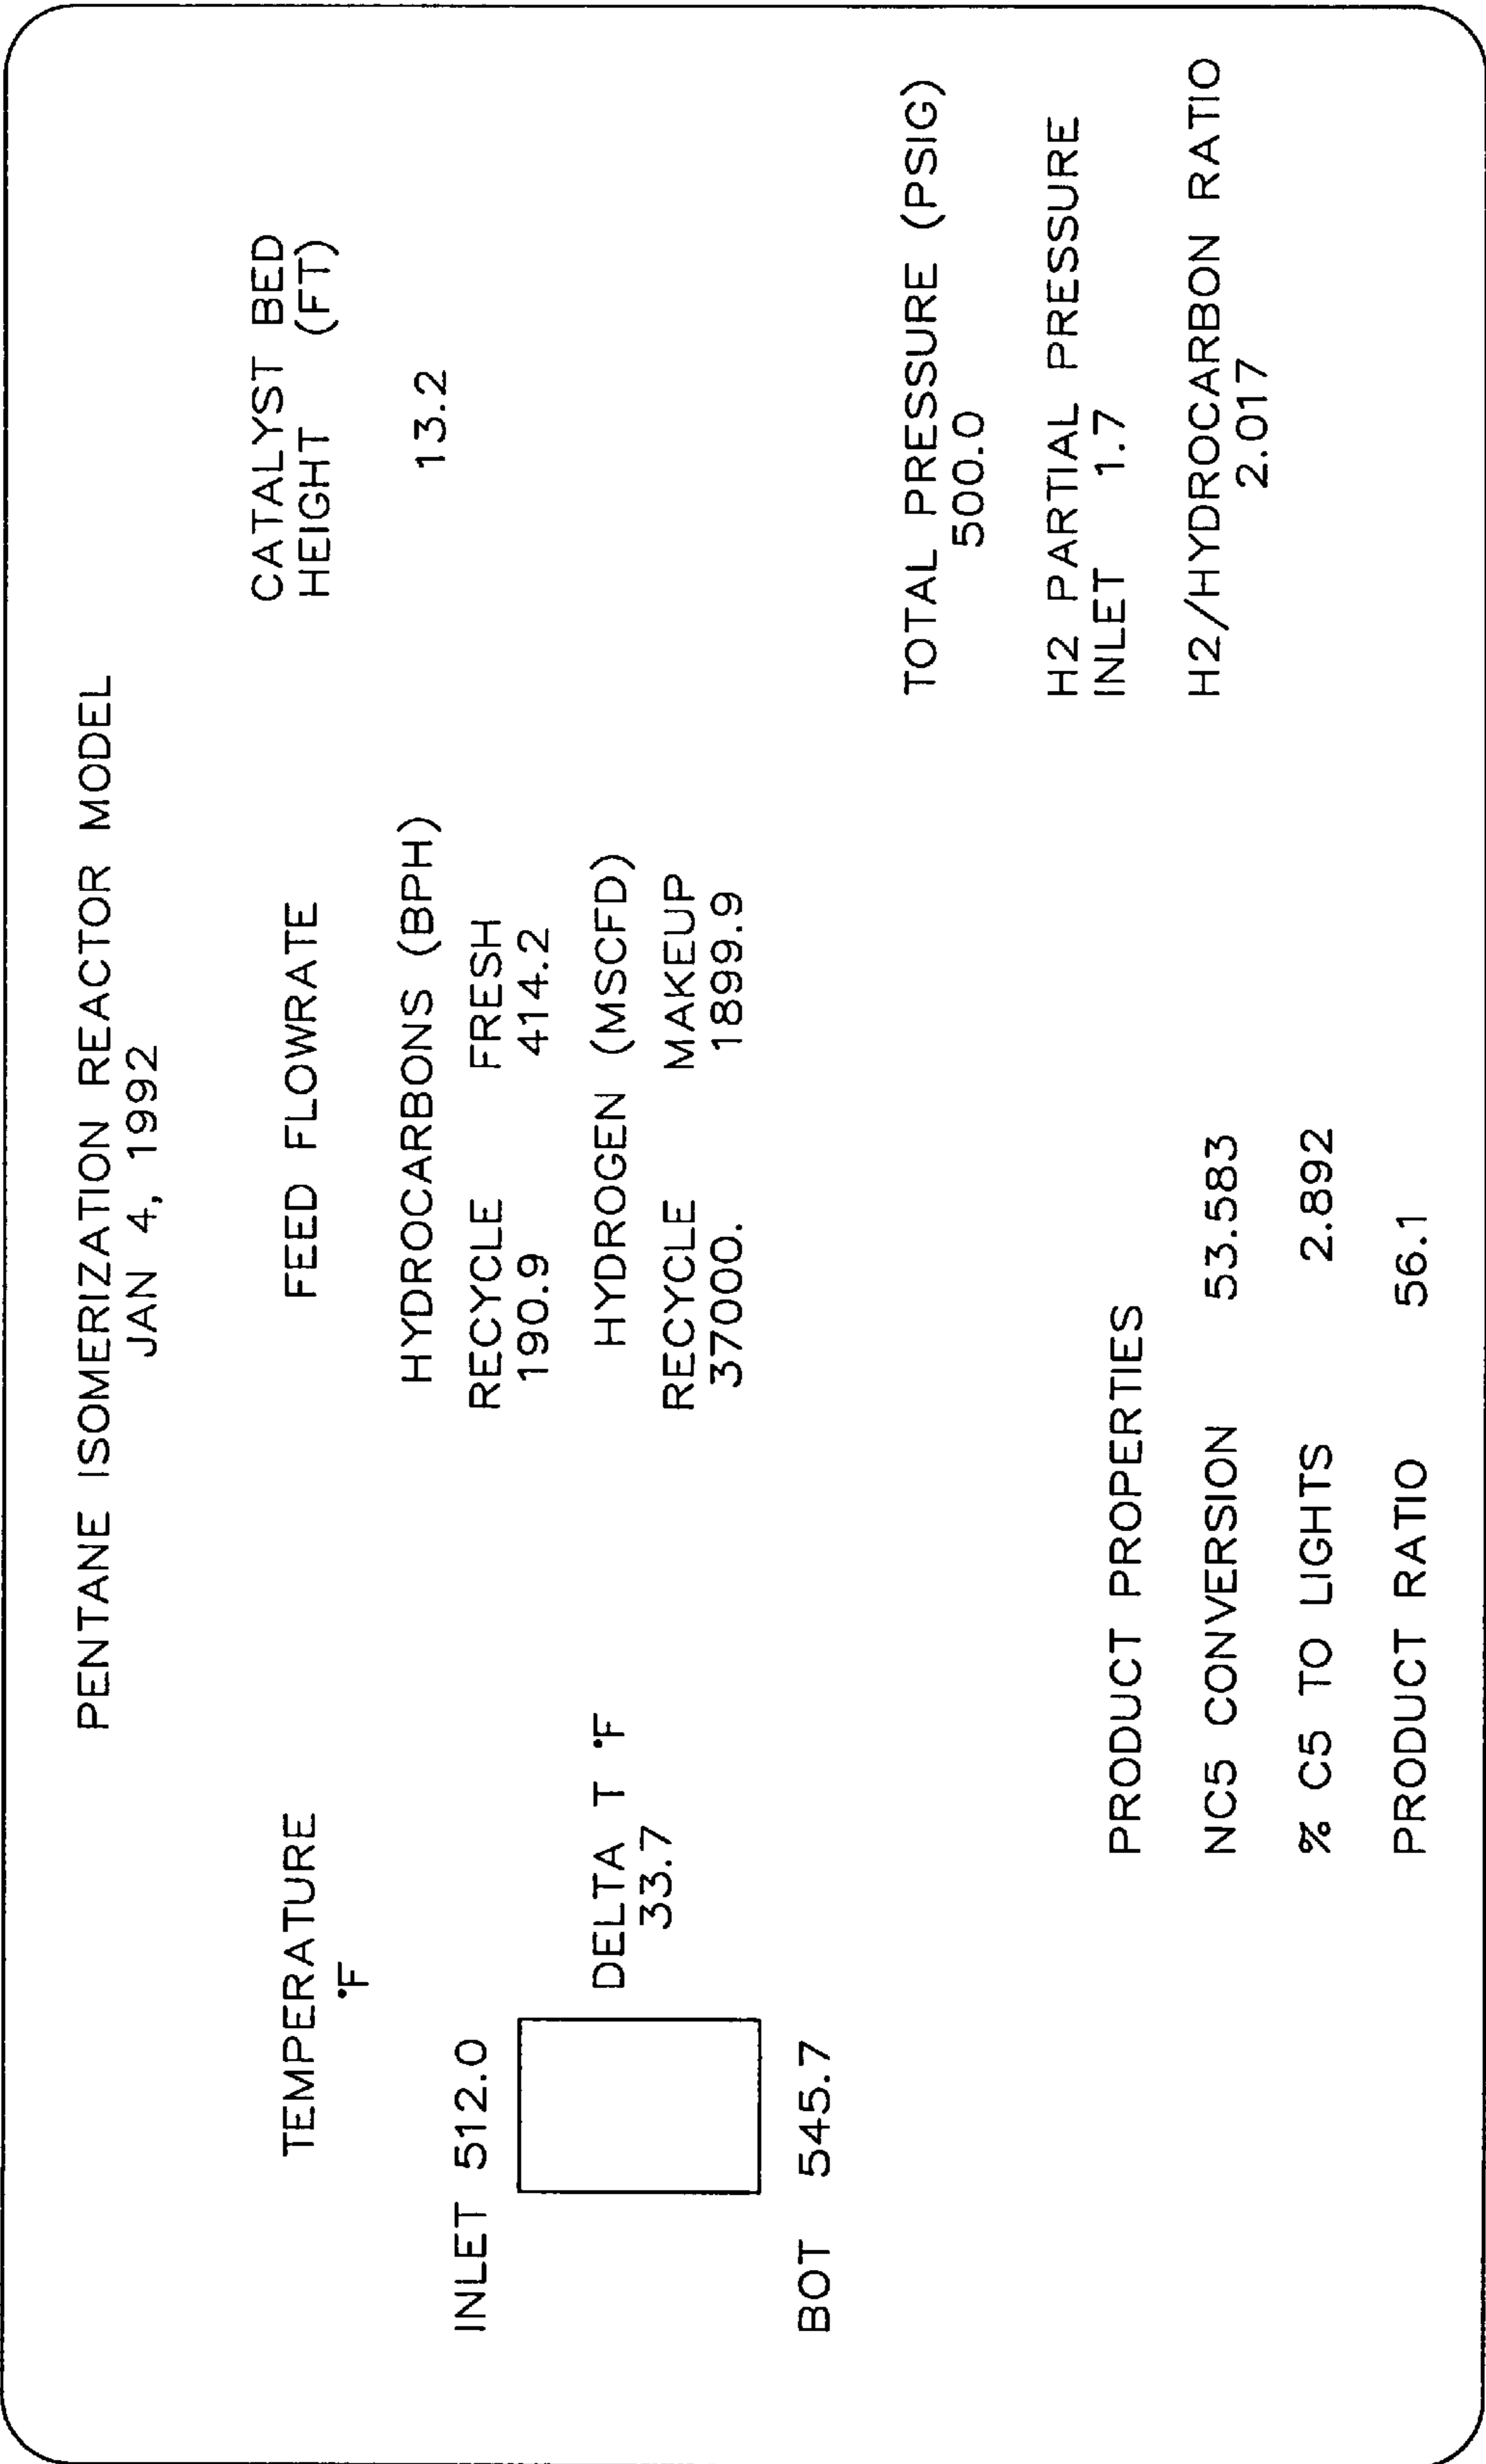 PENTANE ISOMERIZATION REACTOR MODEL
JAN 4, 1992
TEMPERATURE
°F
INLET 512.0
DELTA T °F
33.7
BOT 545.7
FEED FLOWRATE
HYDROCARBONS (BPH)
RECYCLE FRESH
190.9 414.2
HYDROGEN (MSCFD)
RECYCLE MAKEUP
37000. 1899.9
CATALYST BED
HEIGHT (FT)
13.2
TOTAL PRESSURE (PSIG)
500.0
H2 PARTIAL PRESSURE
INLET 1.7
H2/HYDROCARBON RATIO
2.017
PRODUCT PROPERTIES
NC5 CONVERSION 53.583
% C5 TO LIGHTS 2.892
PRODUCT RATIO 56.1